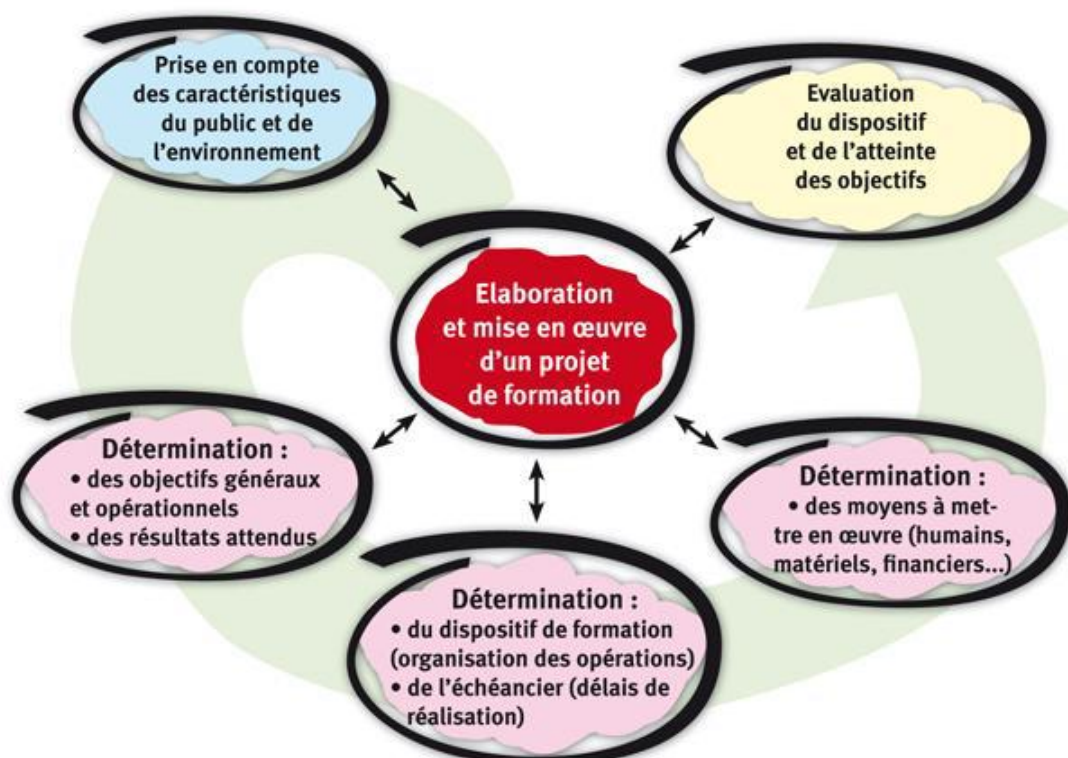 Prise en compte
des caractéristiques
du public et de
l'environnement
Evaluation
du dispositif
et de l'atteinte
des objectifs
Elaboration
et mise en œuvre
d'un projet
de formation
Détermination :
• des objectifs généraux
et opérationnels
• des résultats attendus
Détermination :
• du dispositif de formation
(organisation des opérations)
• de l'échéancier (délais de
réalisation)
Détermination :
• des moyens à met-
tre en œuvre (humains,
matériels, financiers...)